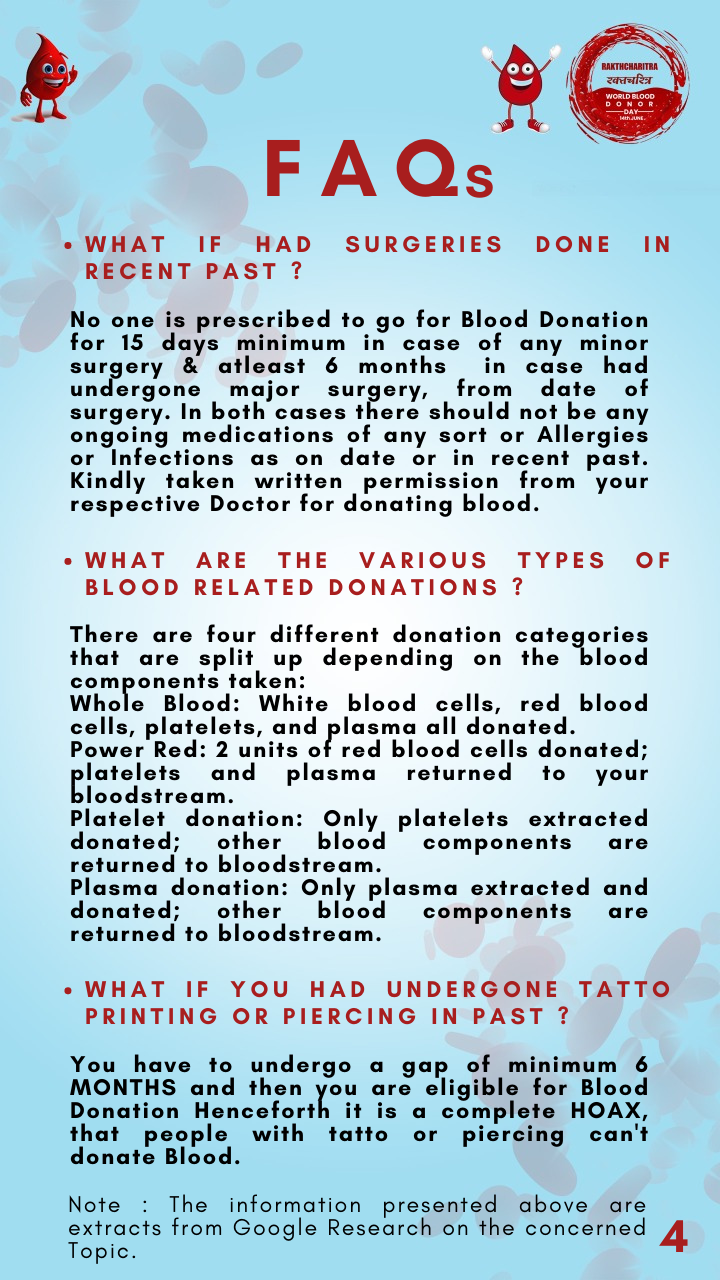 RAKTHCHARITRA
रक्तचरित्र
WORLD BLOOD
DONOR
DAY
14th JUNE
FAQs
• WHAT IF HAD SURGERIES DONE IN
RECENT PAST ?
No one is prescribed to go for Blood Donation
for 15 days minimum in case of any minor
surgery & atleast 6 months in case had
undergone major surgery, from date of
surgery. In both cases there should not be any
ongoing medications of any sort or Allergies
or Infections as on date or in recent past.
Kindly taken written permission from your
respective Doctor for donating blood.
• WHAT ARE THE VARIOUS TYPES OF
BLOOD RELATED DONATIONS ?
There are four different donation categories
that are split up depending on the blood
components taken:
Whole Blood: White blood cells, red blood
cells, platelets, and plasma all donated.
Power Red: 2 units of red blood cells donated;
platelets and plasma returned to your
bloodstream.
Platelet donation: Only platelets extracted
donated; other blood components are
returned to bloodstream.
Plasma donation: Only plasma extracted and
donated; other blood components are
returned to bloodstream.
• WHAT IF YOU HAD UNDERGONE TATTO
PRINTING OR PIERCING IN PAST ?
You have to undergo a gap of minimum 6
MONTHS and then you are eligible for Blood
Donation Henceforth it is a complete HOAX,
that people with tatto or piercing can't
donate Blood.
Note : The information presented above are
extracts from Google Research on the concerned
Topic.
4